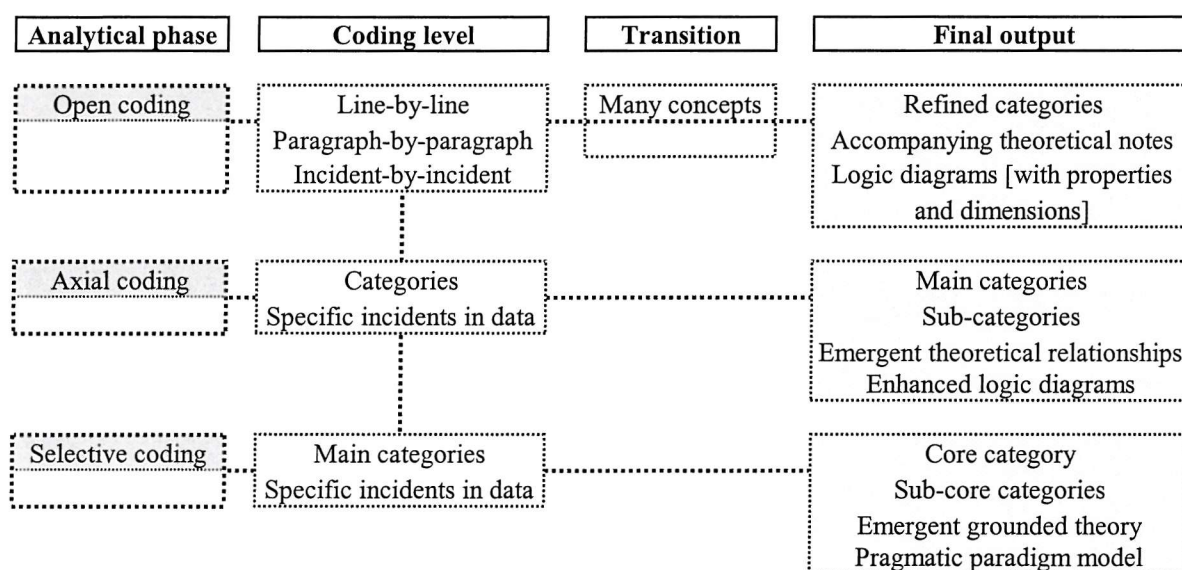 Analytical phase
Coding level
Transition
Final output
Open coding
Line-by-line
Paragraph-by-paragraph
Incident-by-incident
Many concepts
Refined categories
Accompanying theoretical notes
Logic diagrams [with properties
and dimensions]
Axial coding
Categories
Specific incidents in data
Main categories
Sub-categories
Emergent theoretical relationships
Enhanced logic diagrams
Selective coding
Main categories
Specific incidents in data
Core category
Sub-core categories
Emergent grounded theory
Pragmatic paradigm model